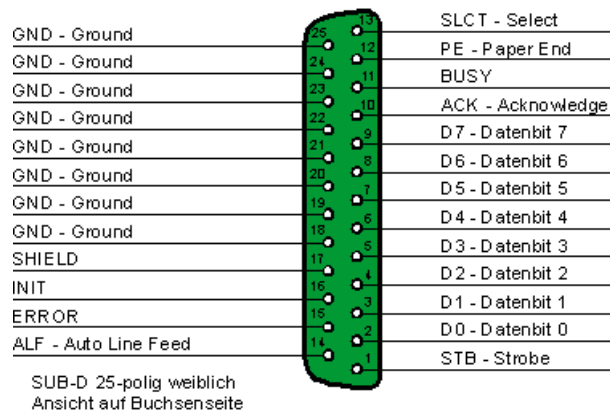 GND - Ground
GND - Ground
GND - Ground
GND - Ground
GND - Ground
GND - Ground
GND - Ground
GND - Ground
SHIELD
INIT
ERROR
ALF - Auto Line Feed
25
24
23
22
21
20
19
18
17
16
15
14
13
12
11
10
9
8
7
6
5
4
3
2
1
SLCT - Select
PE - Paper End
BUSY
ACK - Acknowledge
D7 - Datenbit 7
D6 - Datenbit 6
D5 - Datenbit 5
D4 - Datenbit 4
D3 - Datenbit 3
D2 - Datenbit 2
D1 - Datenbit 1
D0 - Datenbit 0
STB - Strobe
SUB-D 25-polig weiblich
Ansicht auf Buchsenseite